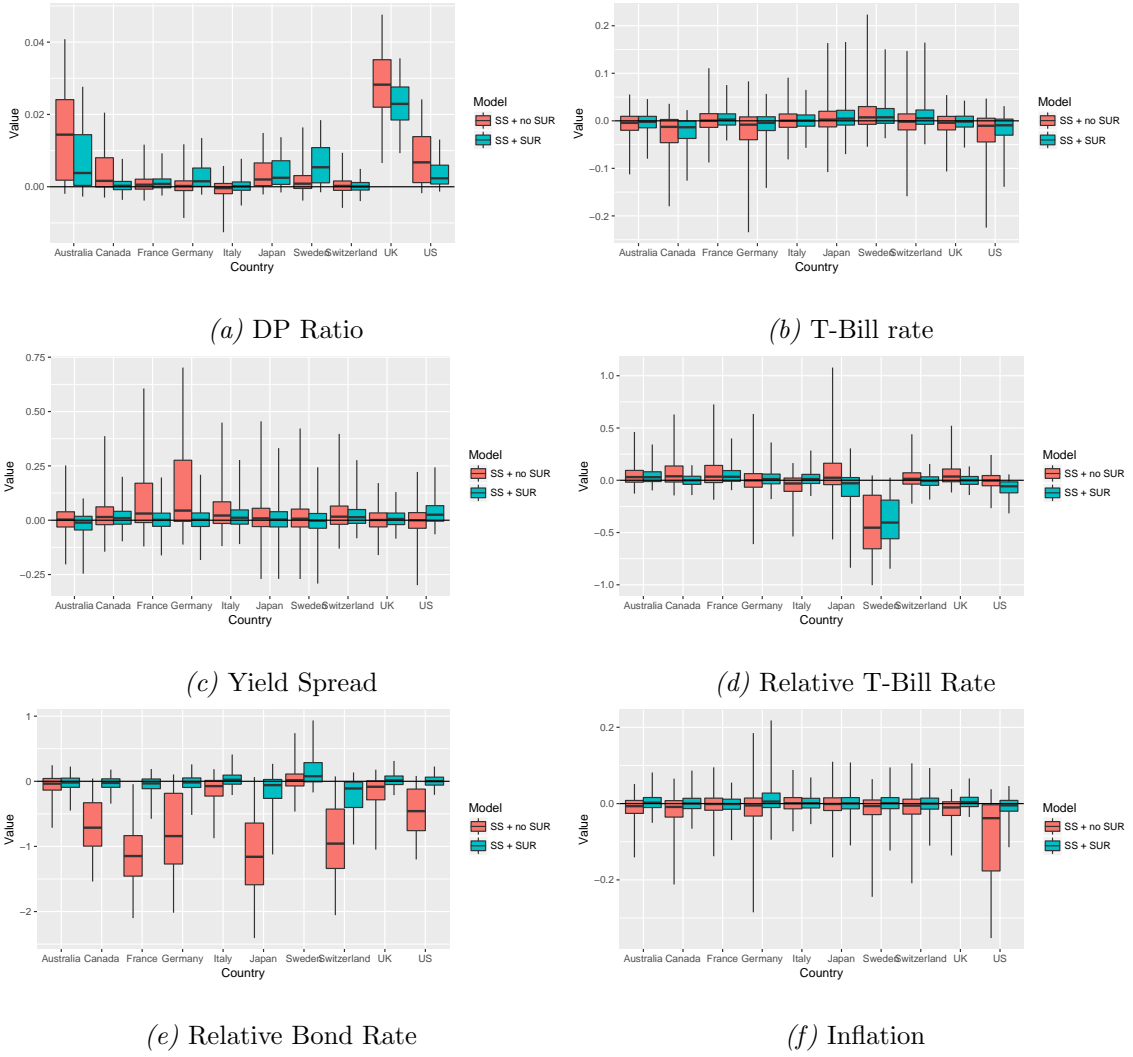 0.04
0.02
0.00
Value
Australia Canada France Germany Italy Japan Sweden Switzerland UK US
Country
Model
SS + no SUR
SS + SUR
(a) DP Ratio
0.2
0.1
0.0
−0.1
−0.2
Value
Australia Canada France Germany Italy Japan Sweden Switzerland UK US
Country
Model
SS + no SUR
SS + SUR
(b) T-Bill rate
0.75
0.50
0.25
0.00
−0.25
Value
Australia Canada France Germany Italy Japan Sweden Switzerland UK US
Country
Model
SS + no SUR
SS + SUR
(c) Yield Spread
1.0
0.5
0.0
−0.5
−1.0
Value
Australia Canada France Germany Italy Japan Sweden Switzerland UK US
Country
Model
SS + no SUR
SS + SUR
(d) Relative T-Bill Rate
1
0
−1
−2
Value
Australia Canada France Germany Italy Japan Sweden Switzerland UK US
Country
Model
SS + no SUR
SS + SUR
(e) Relative Bond Rate
0.2
0.0
−0.2
Value
Australia Canada France Germany Italy Japan Sweden Switzerland UK US
Country
Model
SS + no SUR
SS + SUR
(f) Inflation